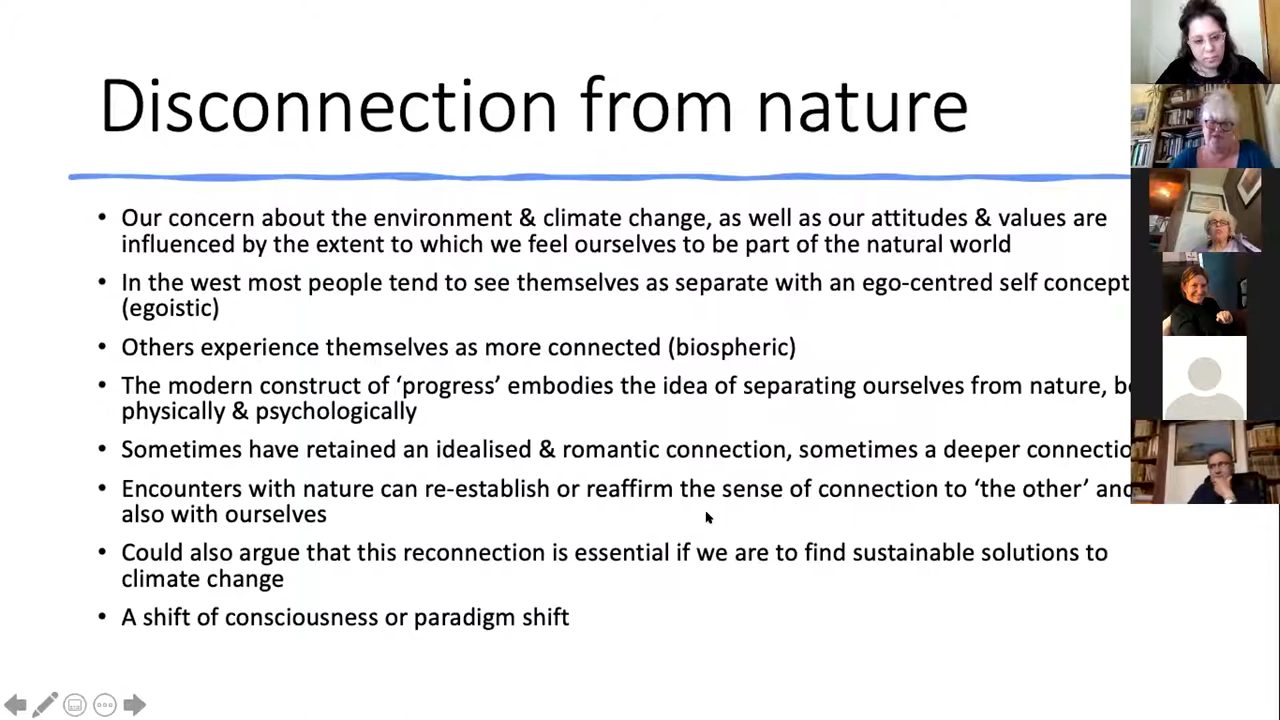 Disconnection from nature
• Our concern about the environment & climate change, as well as our attitudes & values are
influenced by the extent to which we feel ourselves to be part of the natural world
• In the west most people tend to see themselves as separate with an ego-centred self concept
(egoistic)
• Others experience themselves as more connected (biospheric)
• The modern construct of ‘progress’ embodies the idea of separating ourselves from nature,
physically & psychologically
• Sometimes have retained an idealised & romantic connection, sometimes a deeper
• Encounters with nature can re-establish or reaffirm the sense of connection to ‘the other’ and
also with ourselves
• Could also argue that this reconnection is essential if we are to find sustainable solutions to
climate change
• A shift of consciousness or paradigm shift